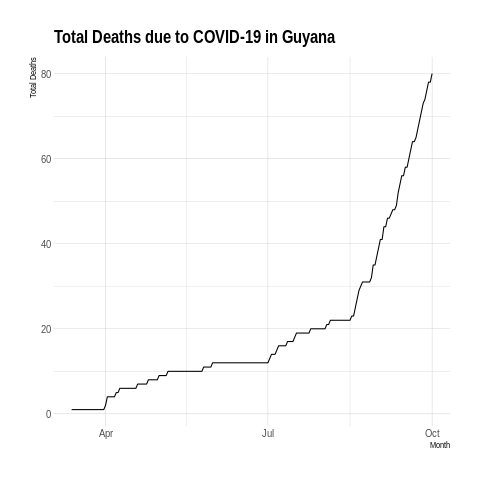 Total Deaths due to COVID-19 in Guyana
Total Deaths
80
60
40
20
0
Apr
Jul
Oct
Month